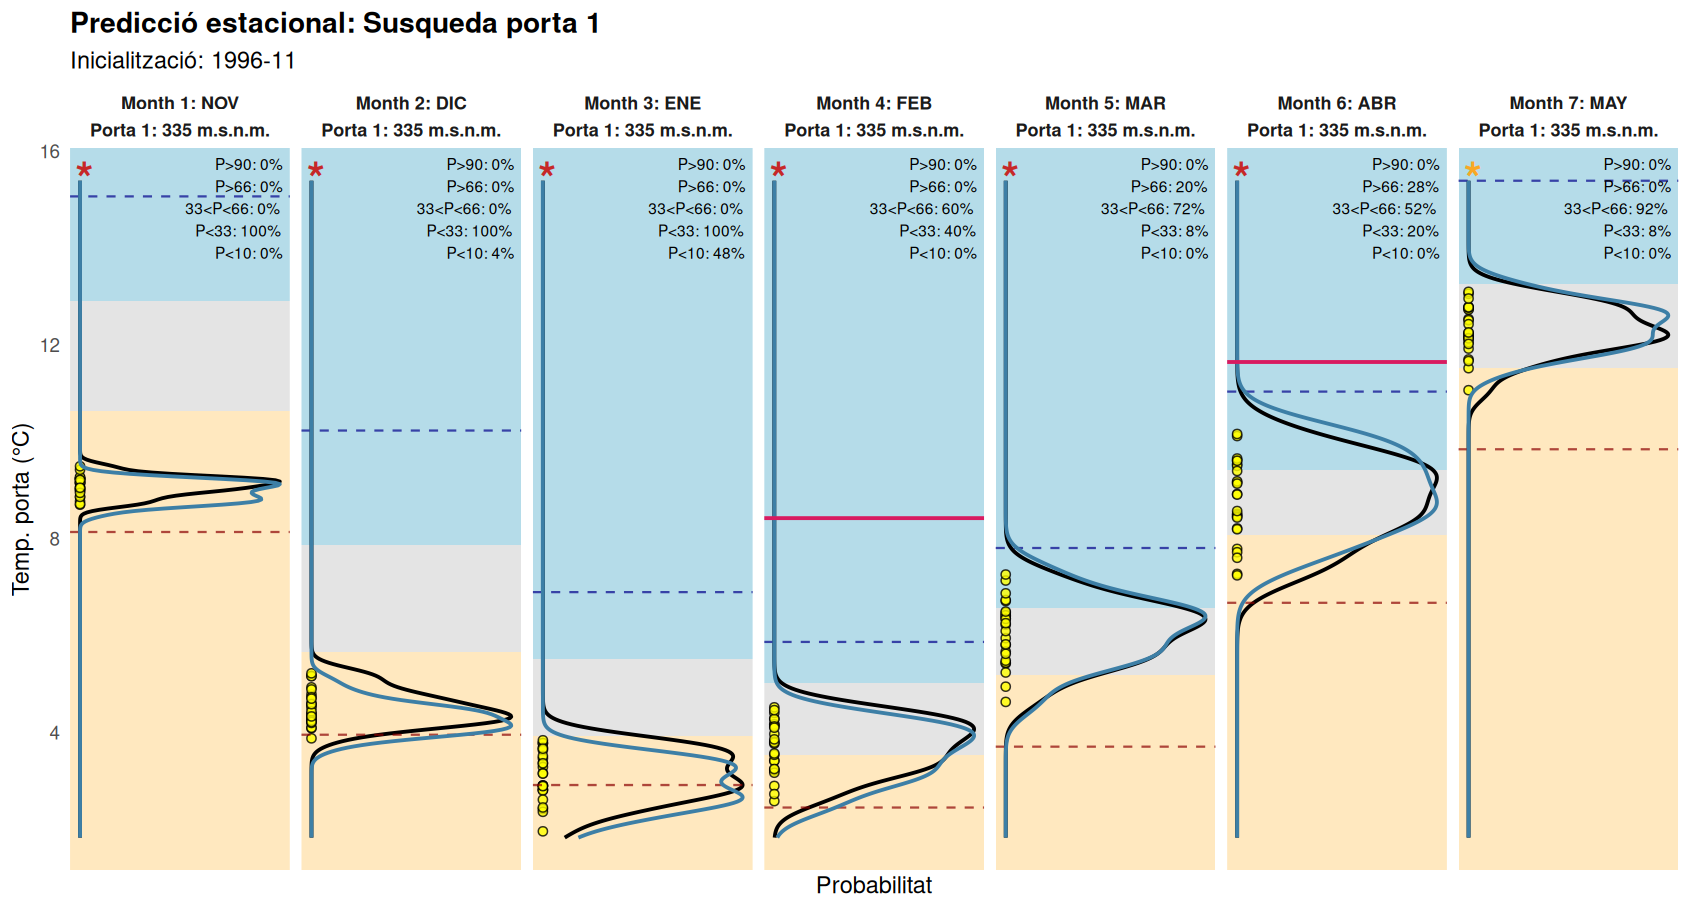 Predicció estacional: Susqueda porta 1
Inicialització: 1996-11
Month 1: NOV
Porta 1: 335 m.s.n.m.
Month 2: DIC
Porta 1: 335 m.s.n.m.
Month 3: ENE
Porta 1: 335 m.s.n.m.
Month 4: FEB
Porta 1: 335 m.s.n.m.
Month 5: MAR
Porta 1: 335 m.s.n.m.
Month 6: ABR
Porta 1: 335 m.s.n.m.
Month 7: MAY
Porta 1: 335 m.s.n.m.
Temp. porta (°C)
16
12
8
4
*
P>90: 0%
P>66: 0%
33<P<66: 0%
P<33: 100%
P<10: 0%
*
P>90: 0%
P>66: 0%
33<P<66: 0%
P<33: 100%
P<10: 4%
*
P>90: 0%
P>66: 0%
33<P<66: 0%
P<33: 100%
P<10: 48%
*
P>90: 0%
P>66: 0%
33<P<66: 60%
P<33: 40%
P<10: 0%
*
P>90: 0%
P>66: 20%
33<P<66: 72%
P<33: 8%
P<10: 0%
*
P>90: 0%
P>66: 28%
33<P<66: 52%
P<33: 20%
P<10: 0%
*
P>90: 0%
P>66: 0%
33<P<66: 92%
P<33: 8%
P<10: 0%
Probabilitat